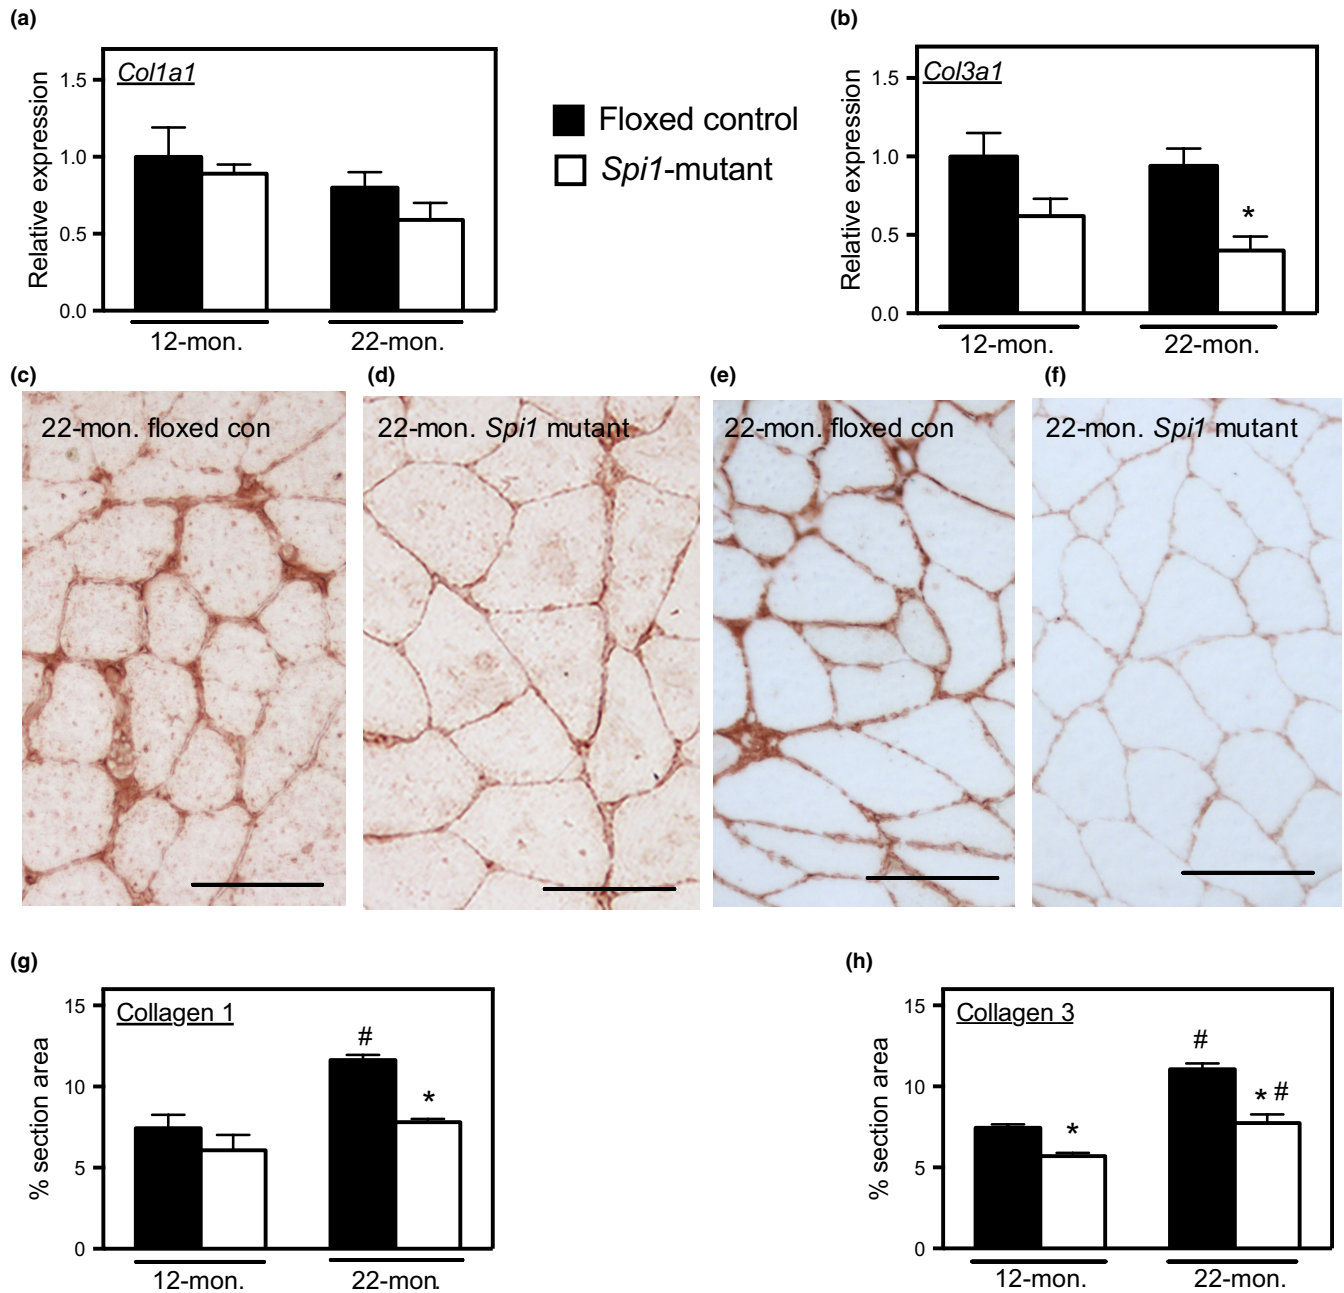 (a)
(b)
Col1a1
Relative expression
1.5
1.0
0.5
0.0
12-mon.
22-mon.
Floxed control
Spi1-mutant
Col3a1
Relative expression
1.5
1.0
0.5
0.0
*
12-mon.
22-mon.
(c)
(d)
(e)
(f)
22-mon. floxed con
22-mon. Spi1 mutant
22-mon. floxed con
22-mon. Spi1 mutant
(g)
(h)
Collagen 1
% section area
15
10
5
0
#
*
12-mon.
22-mon.
Collagen 3
% section area
15
10
5
0
*
#
* #
12-mon.
22-mon.